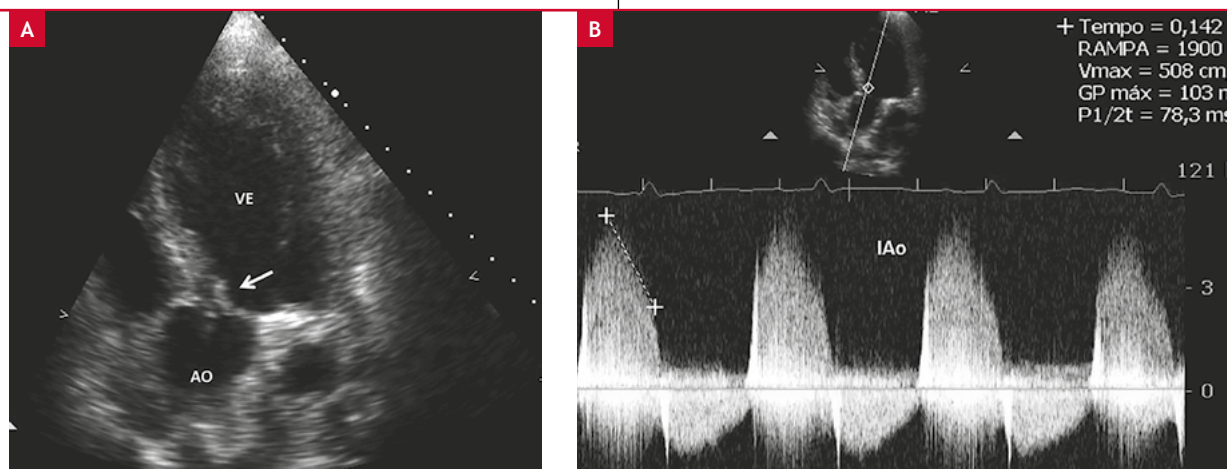 A
VE
AO
B
+ Tempo = 0,142
RAMPA = 1900
Vmax = 508 cm
GP máx = 103
P1/2t = 78,3 ms
121
IAo
- 3
- 0